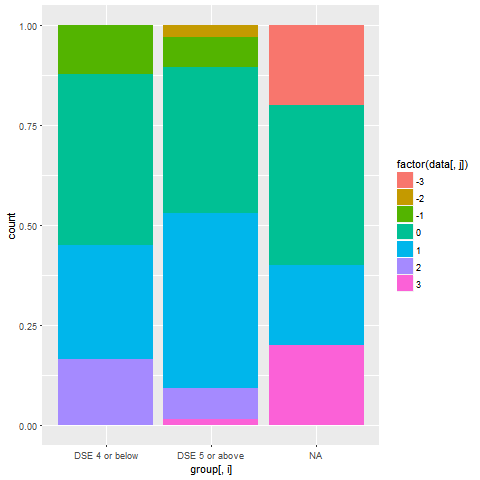 1.00
0.75
0.50
0.25
0.00
count
DSE 4 or below
DSE 5 or above
NA
group[, i]
factor(data[, j])
-3
-2
-1
0
1
2
3